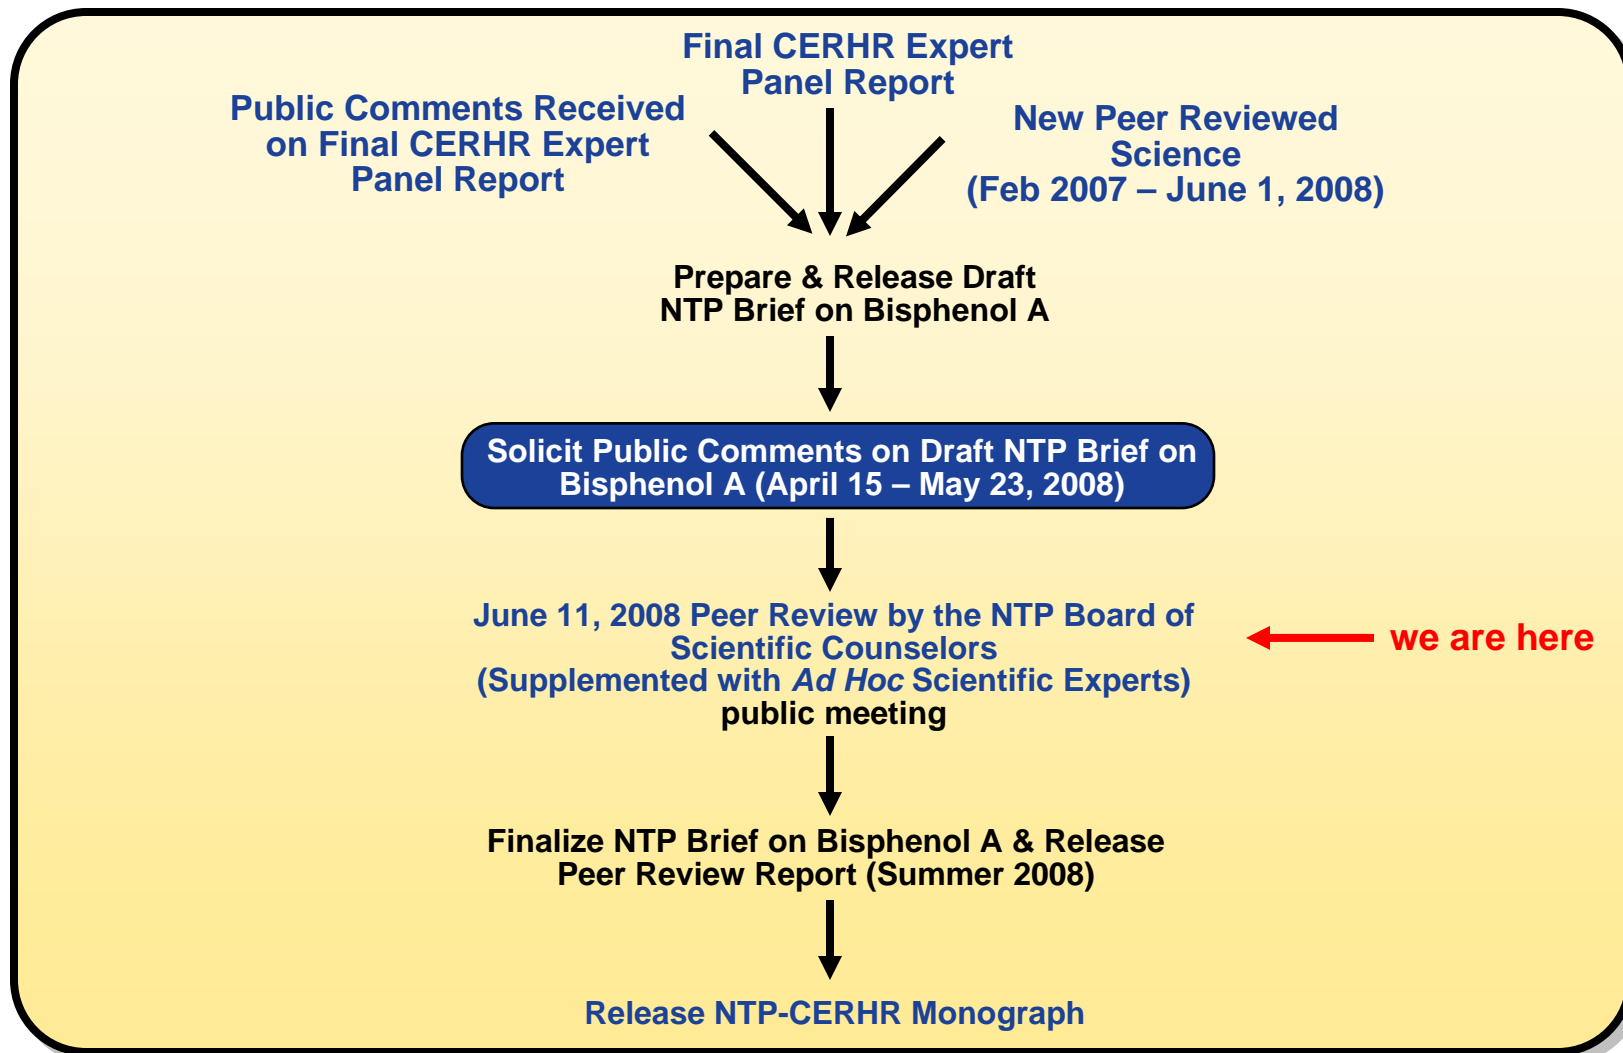 Final CERHR Expert
Panel Report
Public Comments Received
on Final CERHR Expert
Panel Report
New Peer Reviewed
Science
(Feb 2007 – June 1, 2008)
Prepare & Release Draft
NTP Brief on Bisphenol A
Solicit Public Comments on Draft NTP Brief on
Bisphenol A (April 15 – May 23, 2008)
June 11, 2008 Peer Review by the NTP Board of
Scientific Counselors
(Supplemented with Ad Hoc Scientific Experts)
public meeting
we are here
Finalize NTP Brief on Bisphenol A & Release
Peer Review Report (Summer 2008)
Release NTP-CERHR Monograph